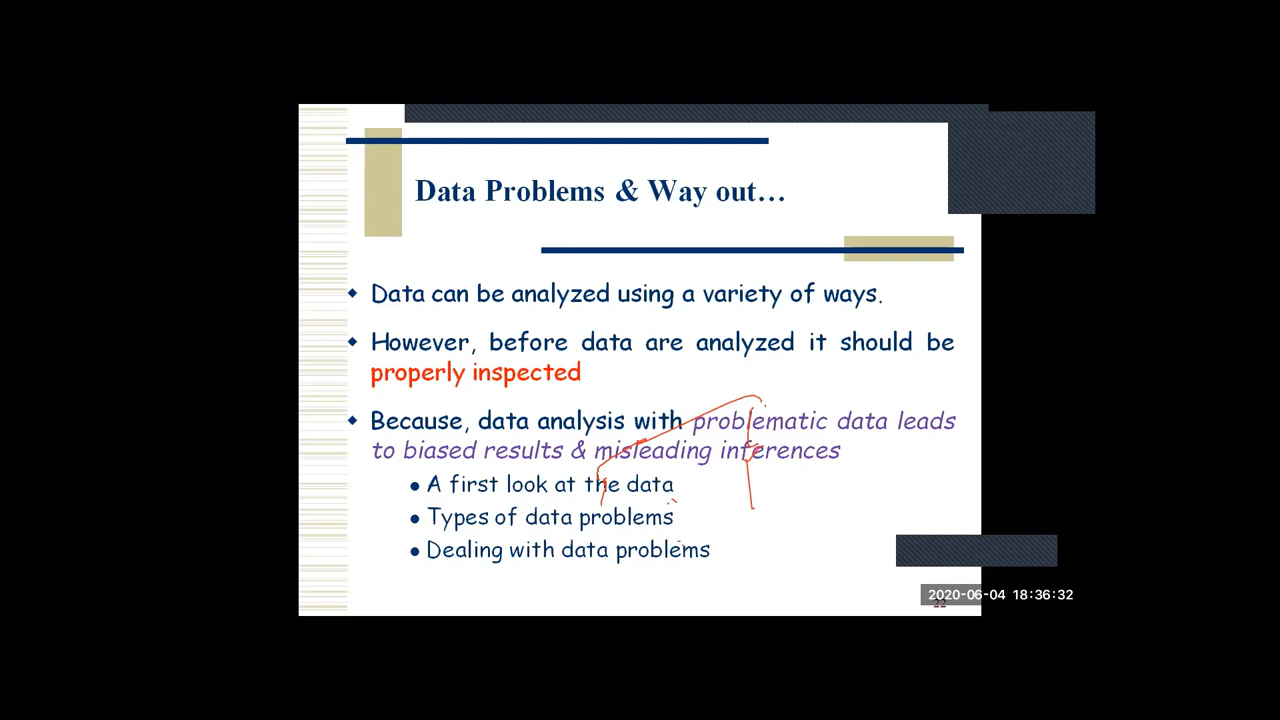 Data Problems & Way out…
Data can be analyzed using a variety of ways.
However, before data are analyzed it should be
properly inspected
Because, data analysis with problematic data leads
to biased results & misleading inferences
A first look at the data
Types of data problems
Dealing with data problems
2020-06-04 18:36:32
22